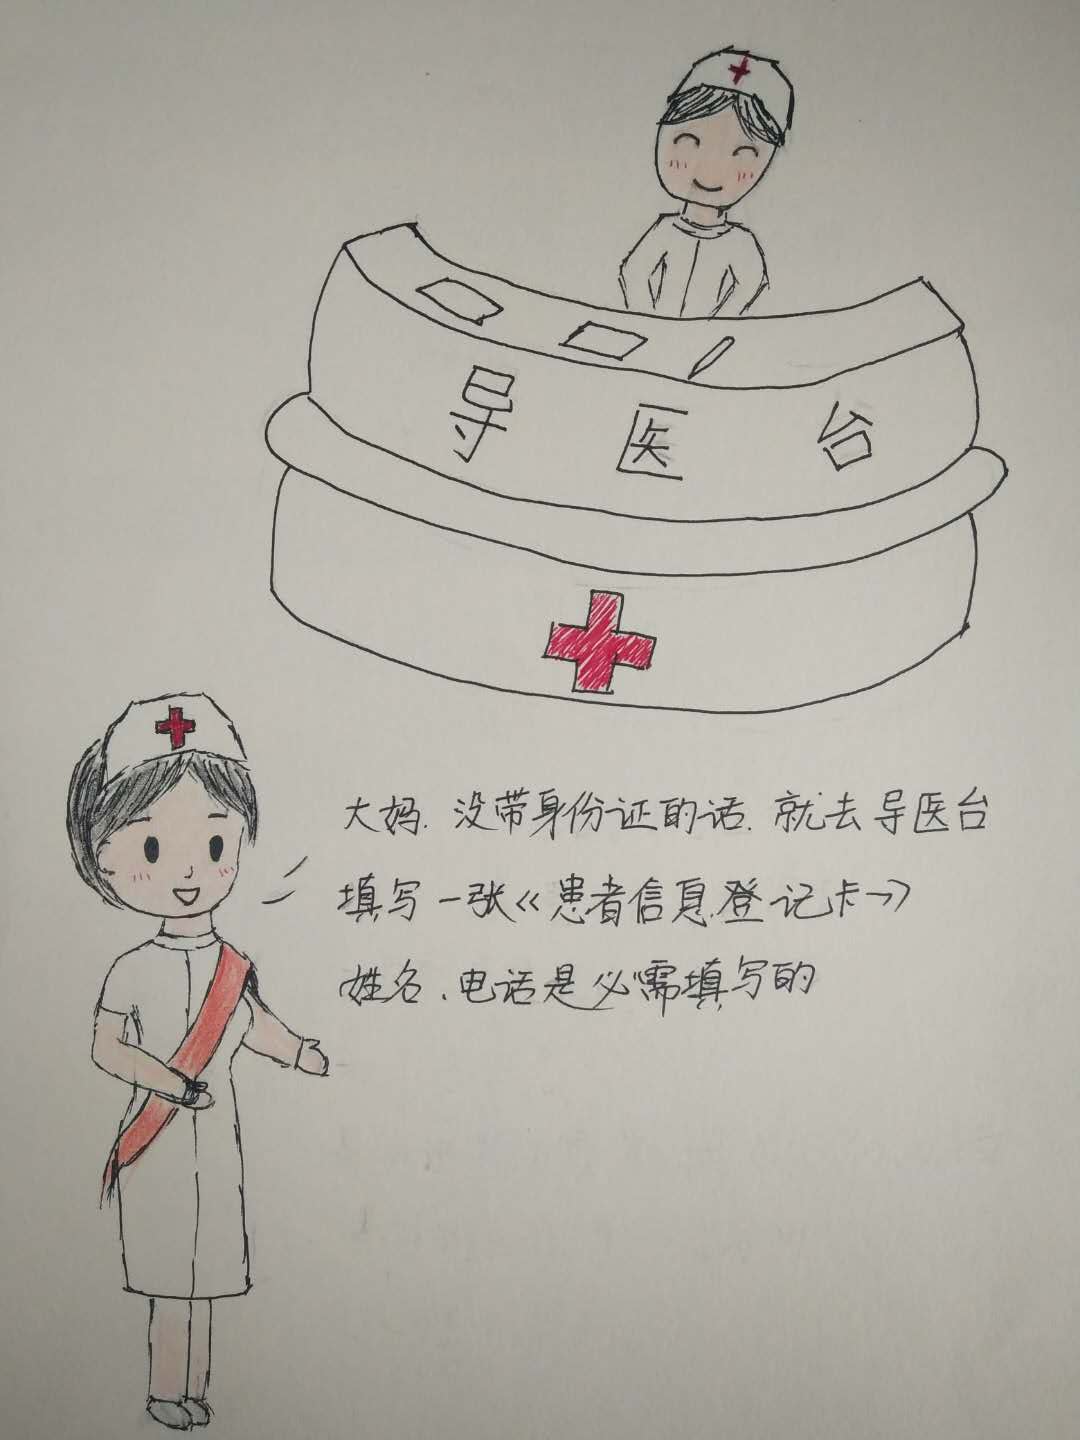 导医台
大妈.没带身份证的话.就去导医台
填写一张《患者信息登记卡》
姓名、电话是必需填写的